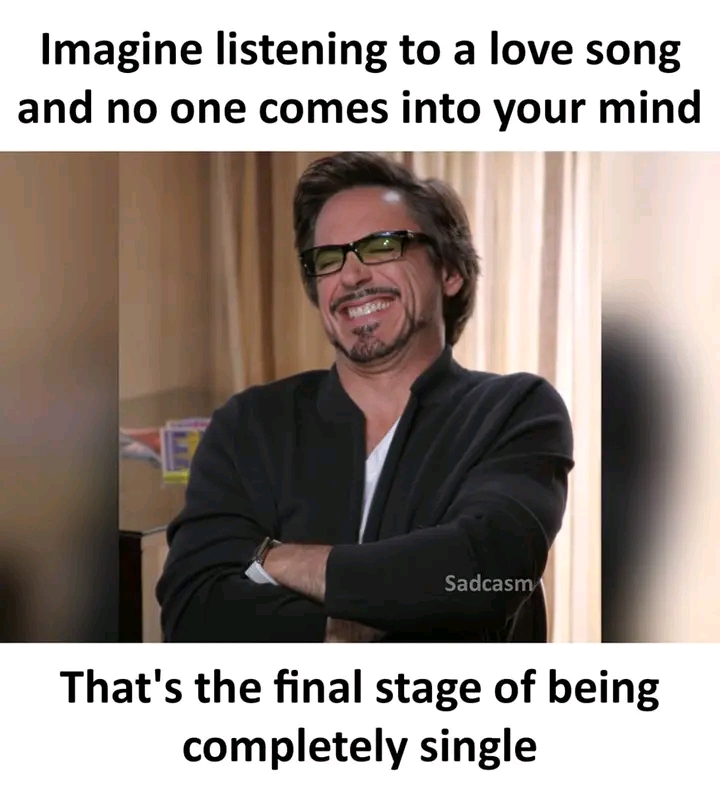 Imagine listening to a love song
and no one comes into your mind
Sadcasm
That's the final stage of being
completely single